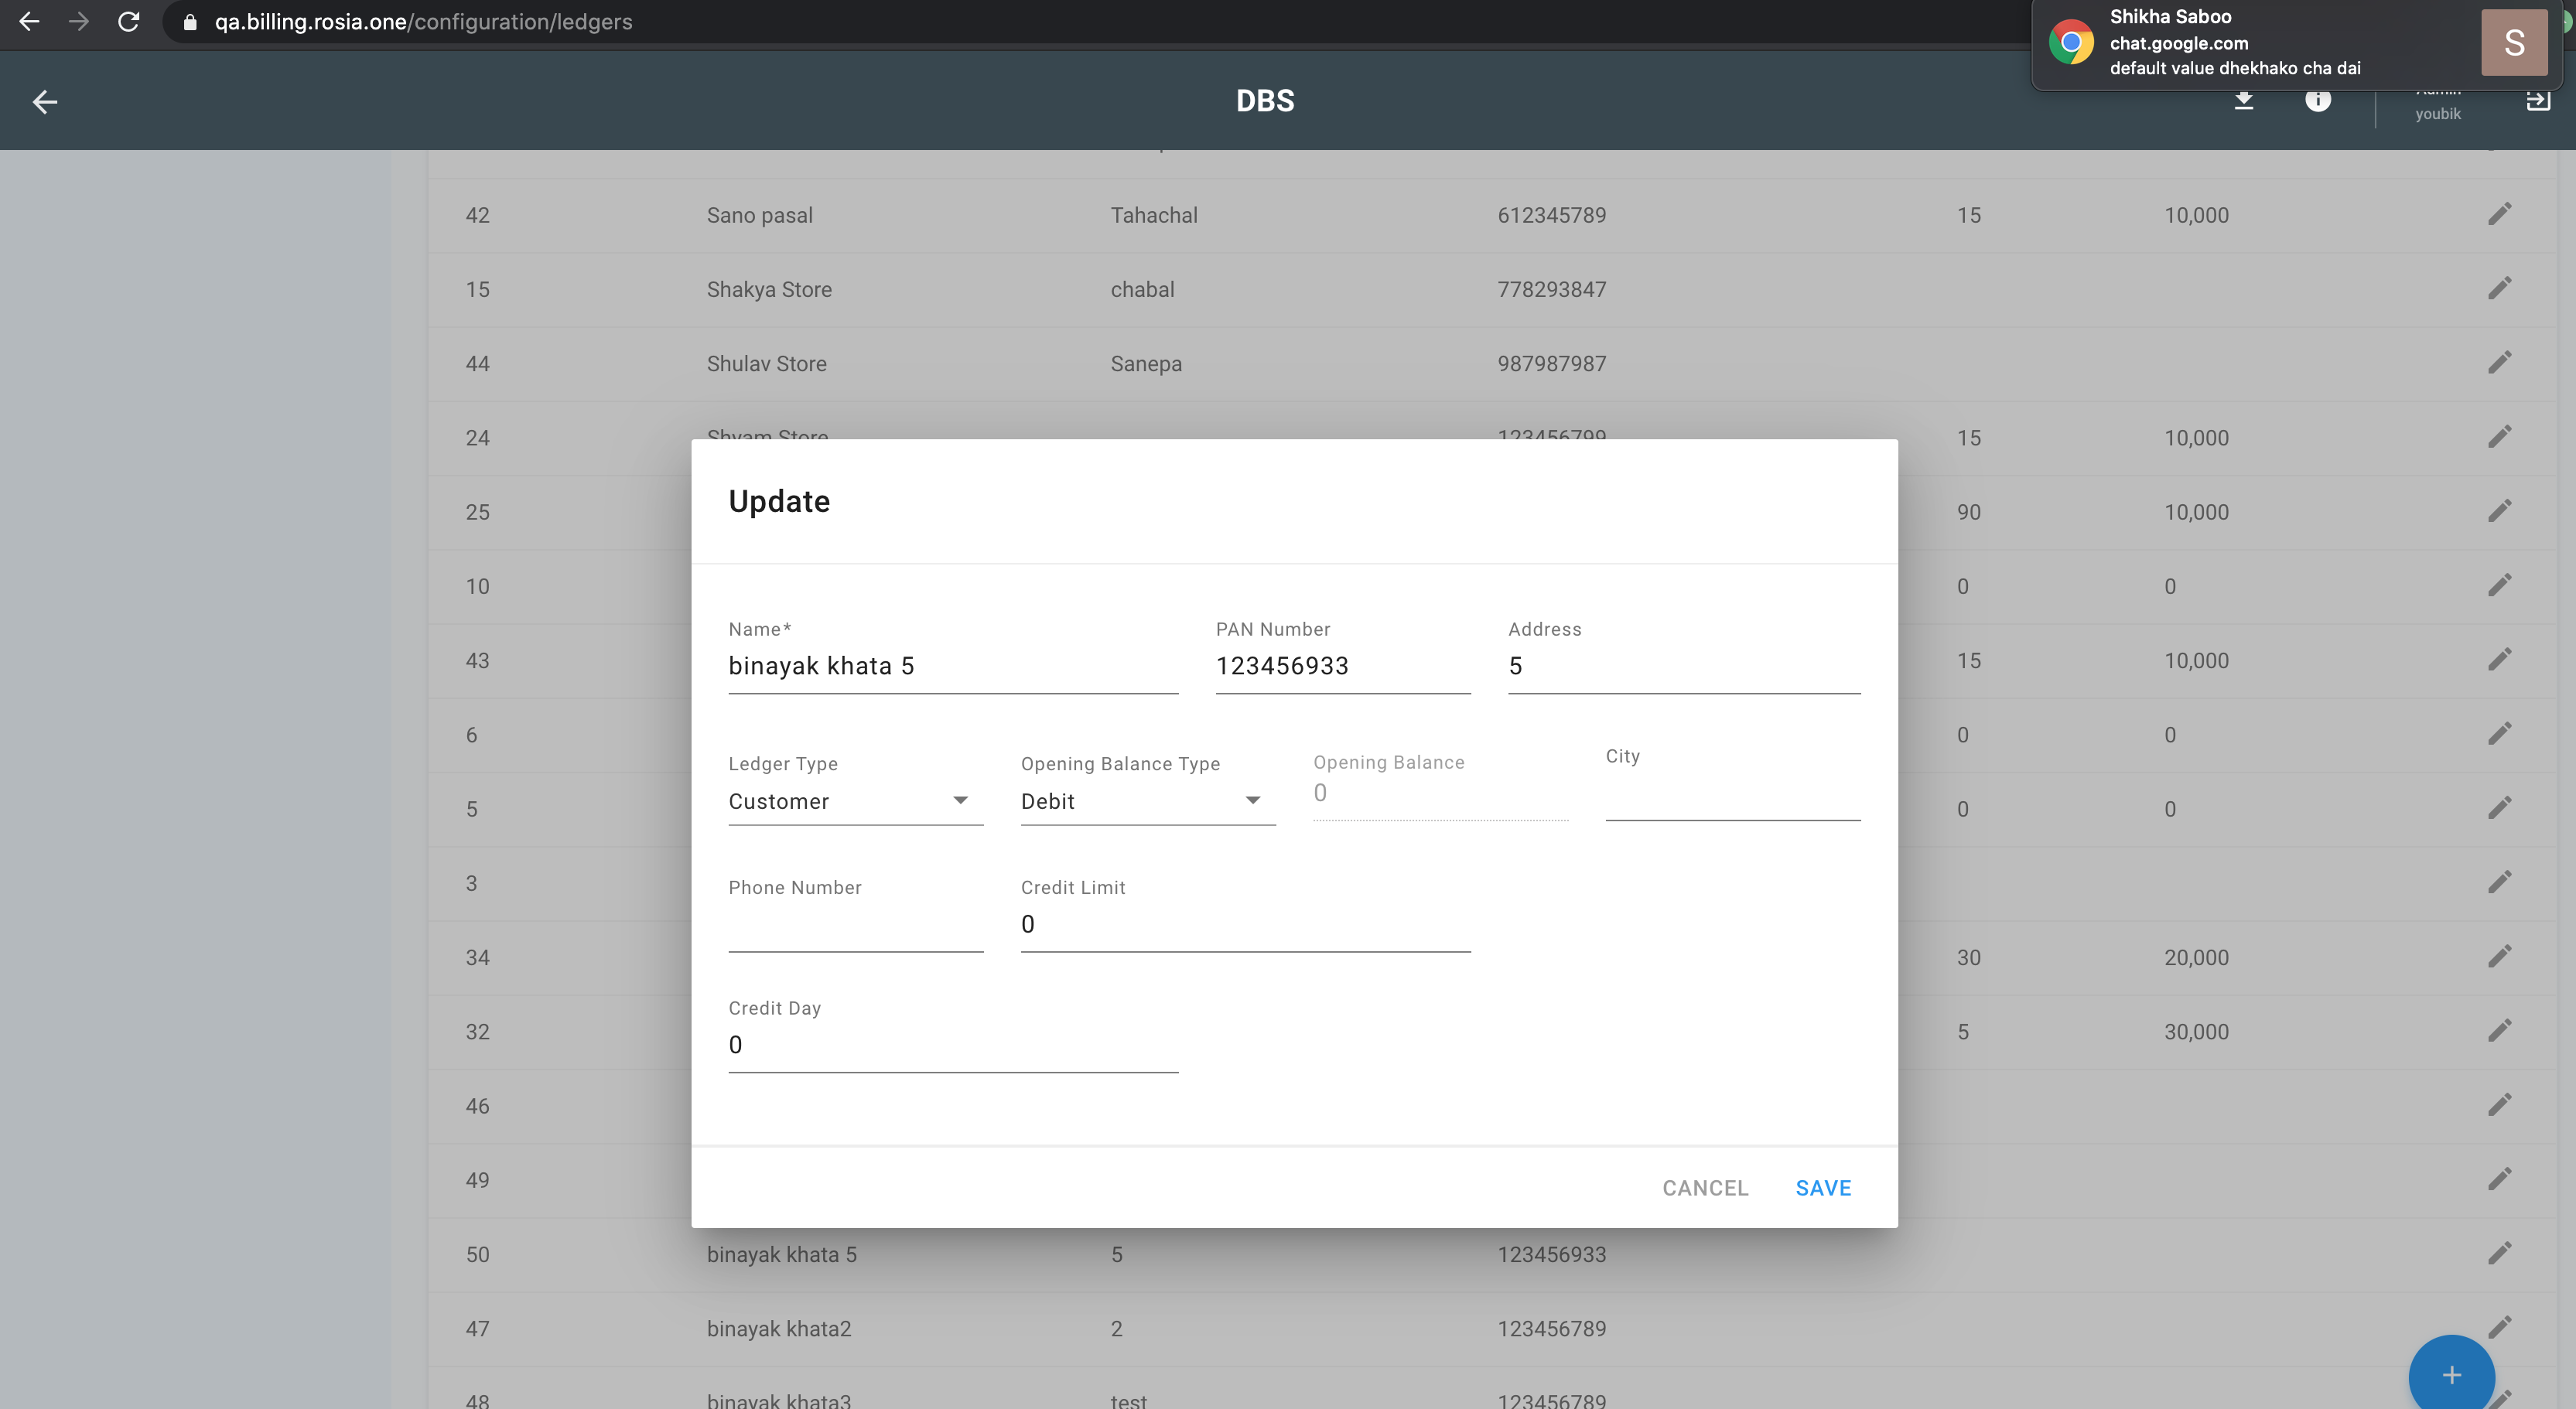 qa.billing.rosia.one/configuration/ledgers
Shikha Saboo
chat.google.com
default value dhekhako cha dai
S
DBS
Admin
youbik
42 Sano pasal Tahachal 612345789 15 10,000
15 Shakya Store chabal 778293847
44 Shulav Store Sanepa 987987987
24 Shyam Store 123456799 15 10,000
25 90 10,000
10 0 0
43 15 10,000
6 0 0
5 0 0
3
34 30 20,000
32 5 30,000
46
49
Update
Name* PAN Number Address
binayak khata 5 123456933 5
Ledger Type Opening Balance Type Opening Balance City
Customer Debit 0
Phone Number Credit Limit
0
Credit Day
0
CANCEL SAVE
50 binayak khata 5 5 123456933
47 binayak khata2 2 123456789
48 binayak khata3 test 123456789
+